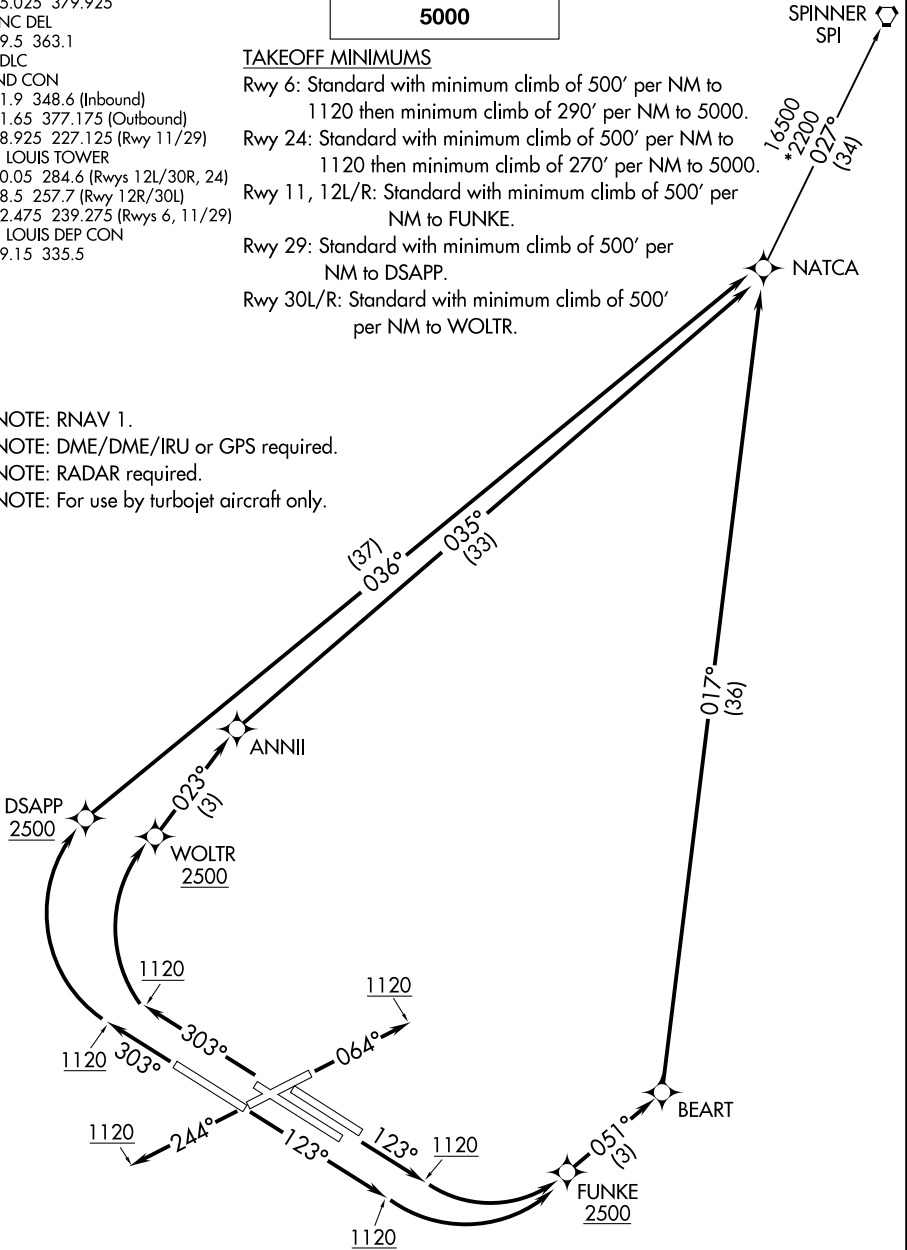 5.025 379.925
NC DEL
9.5 363.1
DLC
ND CON
1.9 348.6 (Inbound)
1.65 377.175 (Outbound)
8.925 227.125 (Rwy 11/29)
LOUIS TOWER
0.05 284.6 (Rwys 12L/30R, 24)
8.5 257.7 (Rwy 12R/30L)
2.475 239.275 (Rwys 6, 11/29)
LOUIS DEP CON
9.15 335.5
5000
TAKEOFF MINIMUMS
Rwy 6: Standard with minimum climb of 500' per NM to
1120 then minimum climb of 290' per NM to 5000.
Rwy 24: Standard with minimum climb of 500' per NM to
1120 then minimum climb of 270' per NM to 5000.
Rwy 11, 12L/R: Standard with minimum climb of 500' per
NM to FUNKE.
Rwy 29: Standard with minimum climb of 500' per
NM to DSAPP.
Rwy 30L/R: Standard with minimum climb of 500'
per NM to WOLTR.
SPINNER
SPI
16500
*2200
027°
(34)
NATCA
NOTE: RNAV 1.
NOTE: DME/DME/IRU or GPS required.
NOTE: RADAR required.
NOTE: For use by turbojet aircraft only.
(37)
036°
035°
(33)
017°
(36)
ANNII
023°
(3)
DSAPP
2500
WOLTR
2500
1120
1120
303°
064°
1120
303°
1120
244°
123°
123°
1120
1120
051°
(3)
BEART
FUNKE
2500